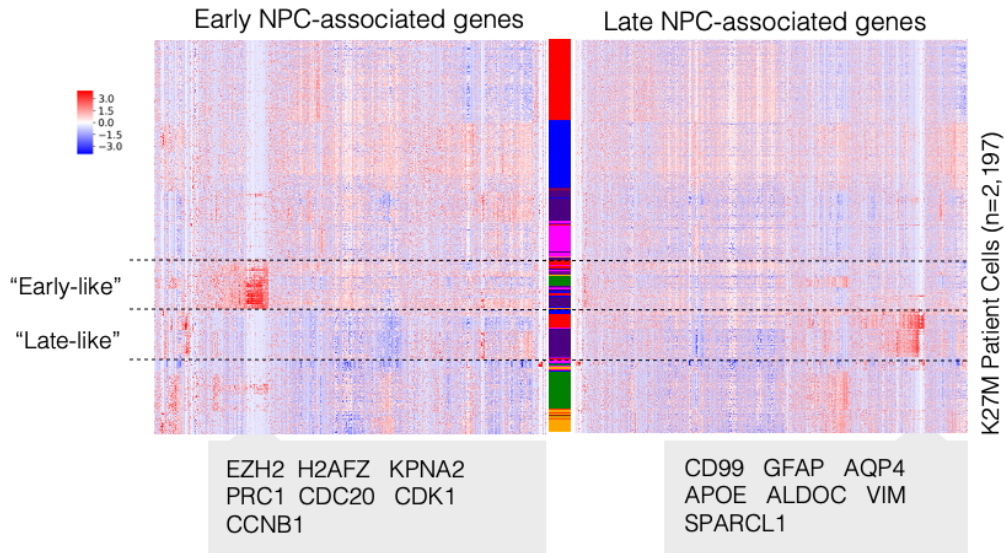 Early NPC-associated genes
Late NPC-associated genes
3.0
1.5
0.0
−1.5
−3.0
“Early-like”
“Late-like”
K27M Patient Cells (n=2,197)
EZH2 H2AFZ KPNA2
PRC1 CDC20 CDK1
CCNB1
CD99 GFAP AQP4
APOE ALDOC VIM
SPARCL1